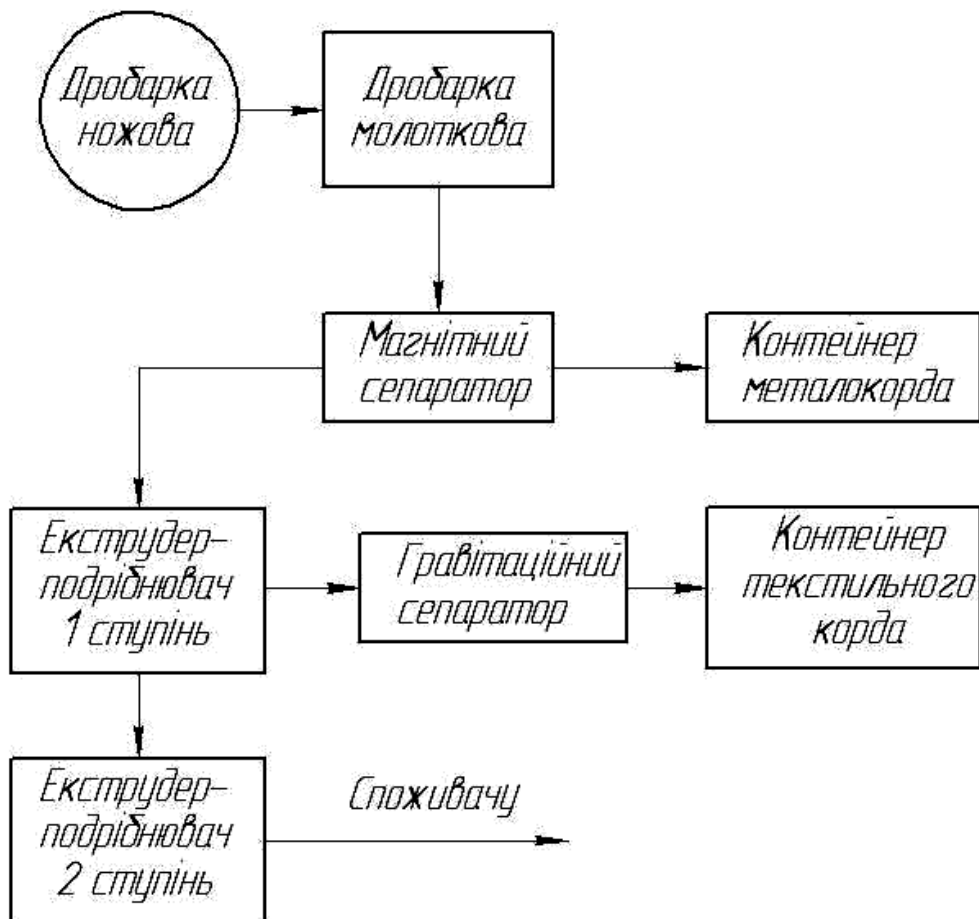 Дробарка
ножова
Дробарка
молоткова
Магнітний
сепаратор
Контейнер
металокорда
Екструдер-
подрібнювач
1 ступінь
Гравітаційний
сепаратор
Контейнер
текстильного
корда
Екструдер-
подрібнювач
2 ступінь
Споживачу